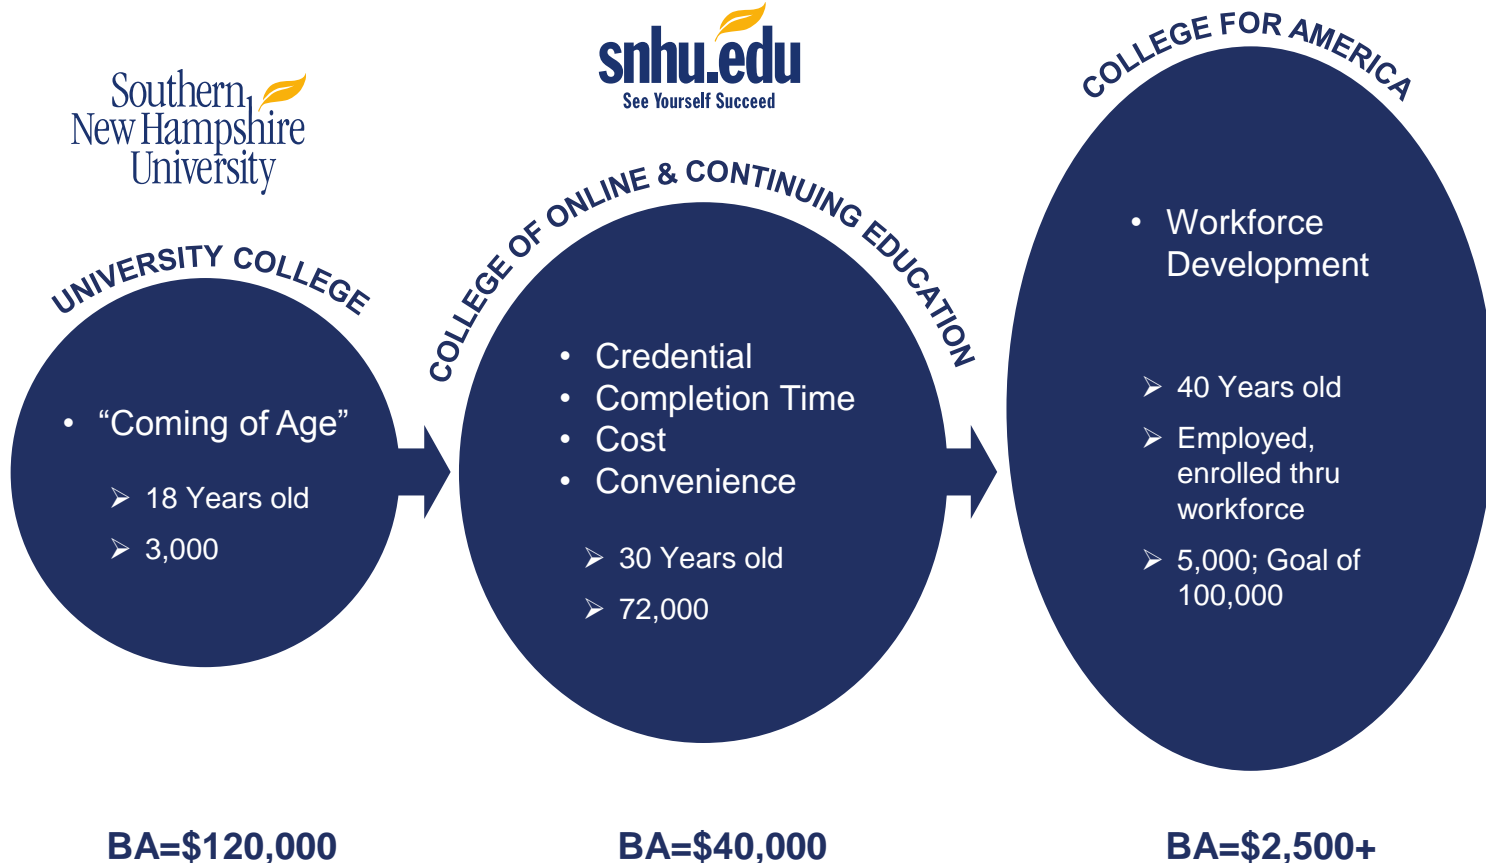 Southern
New Hampshire
University
UNIVERSITY COLLEGE
• “Coming of Age”
➢ 18 Years old
➢ 3,000
BA=$120,000
snhu.edu
See Yourself Succeed
COLLEGE OF ONLINE & CONTINUING EDUCATION
• Credential
• Completion Time
• Cost
• Convenience
➢ 30 Years old
➢ 72,000
BA=$40,000
COLLEGE FOR AMERICA
• Workforce
Development
➢ 40 Years old
➢ Employed,
enrolled thru
workforce
➢ 5,000; Goal of
100,000
BA=$2,500+